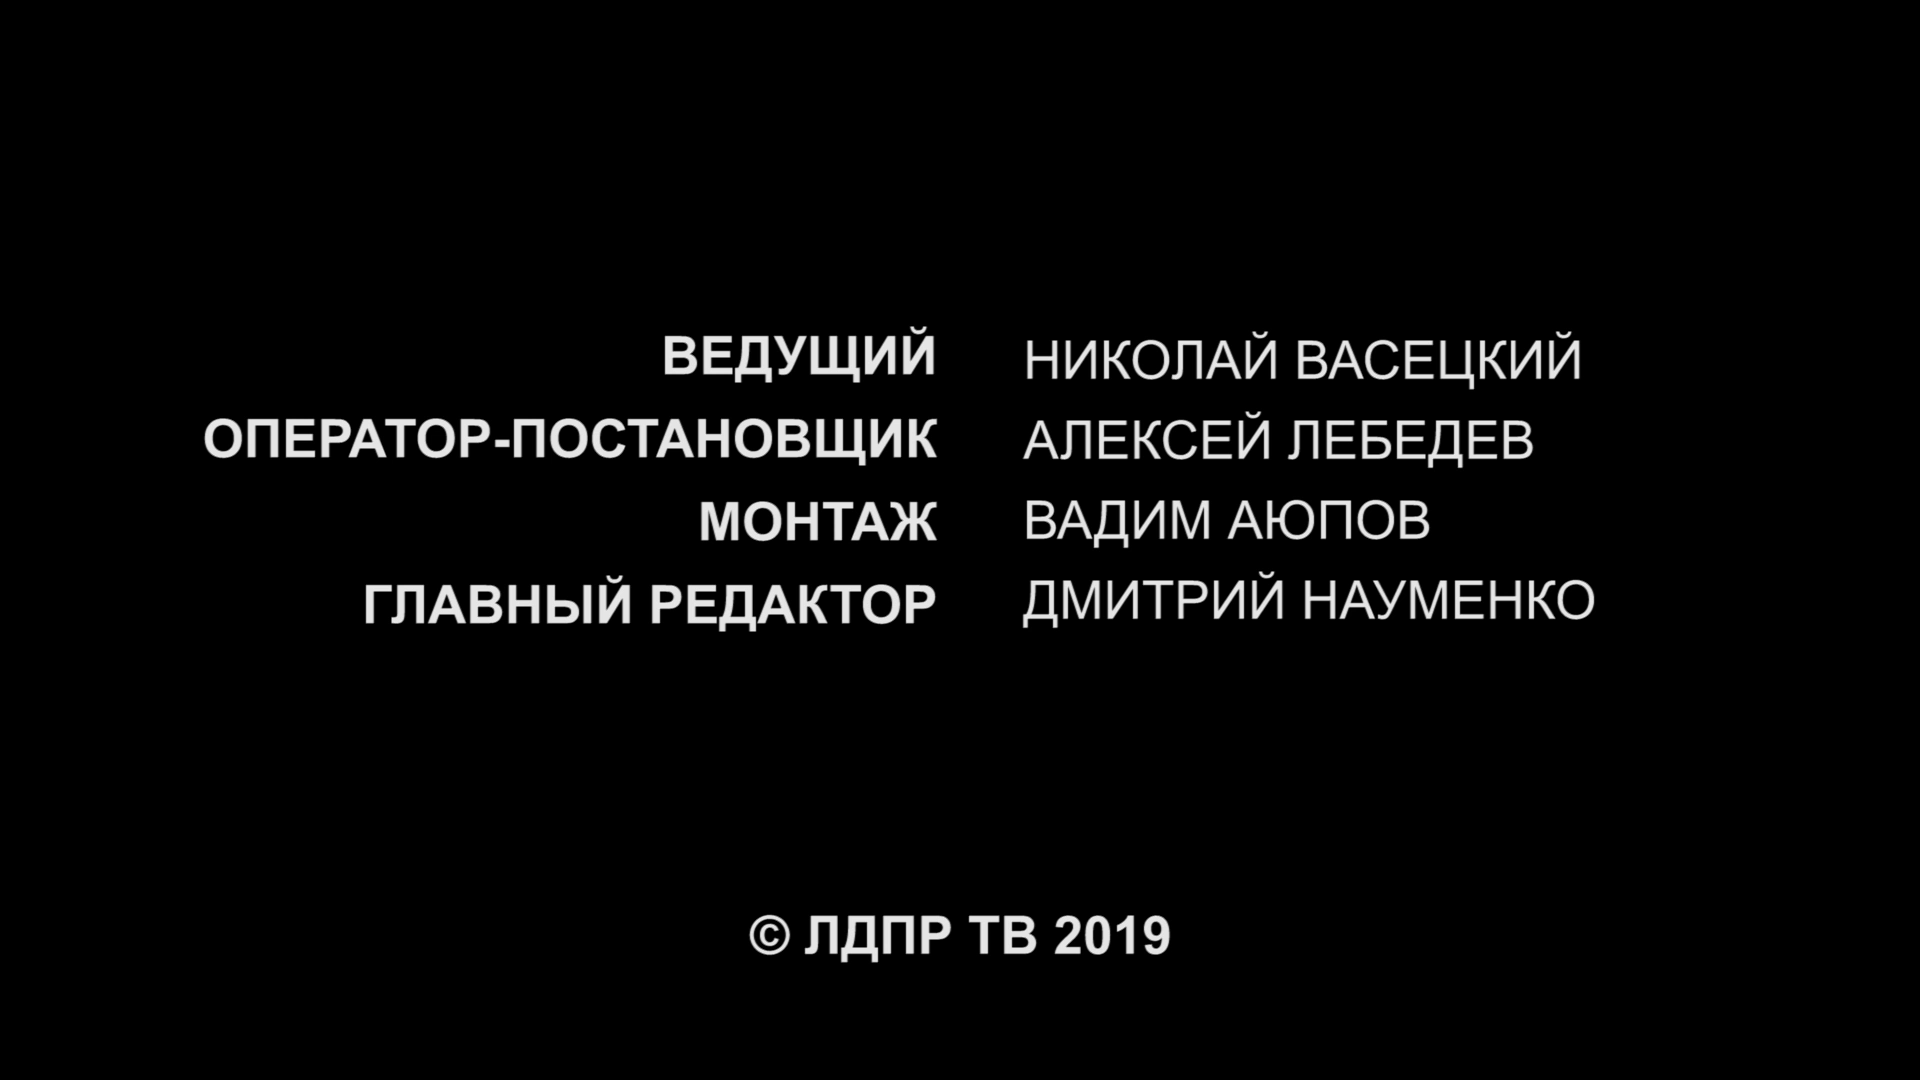 ВЕДУЩИЙ НИКОЛАЙ ВАСЕЦКИЙ
ОПЕРАТОР-ПОСТАНОВЩИК АЛЕКСЕЙ ЛЕБЕДЕВ
МОНТАЖ ВАДИМ АЮПОВ
ГЛАВНЫЙ РЕДАКТОР ДМИТРИЙ НАУМЕНКО
© ЛДПР ТВ 2019